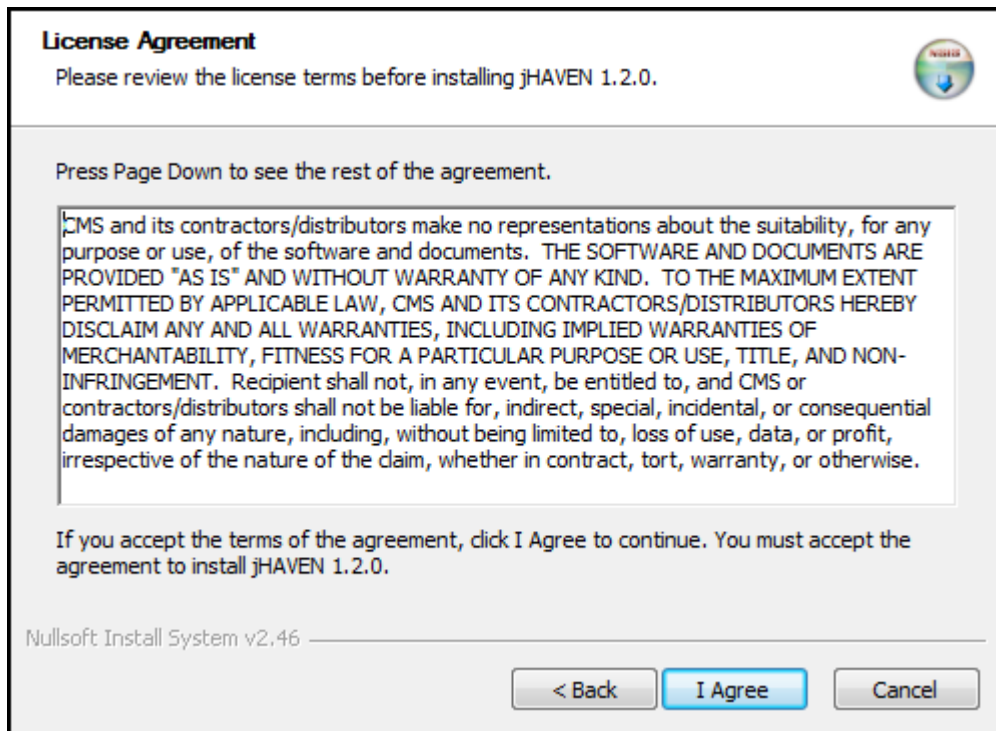 License Agreement
Please review the license terms before installing jHAVEN 1.2.0.
NSIS
Press Page Down to see the rest of the agreement.
CMS and its contractors/distributors make no representations about the suitability, for any
purpose or use, of the software and documents.  THE SOFTWARE AND DOCUMENTS ARE
PROVIDED "AS IS" AND WITHOUT WARRANTY OF ANY KIND.  TO THE MAXIMUM EXTENT
PERMITTED BY APPLICABLE LAW, CMS AND ITS CONTRACTORS/DISTRIBUTORS HEREBY
DISCLAIM ANY AND ALL WARRANTIES, INCLUDING IMPLIED WARRANTIES OF
MERCHANTABILITY, FITNESS FOR A PARTICULAR PURPOSE OR USE, TITLE, AND NON-
INFRINGEMENT.  Recipient shall not, in any event, be entitled to, and CMS or
contractors/distributors shall not be liable for, indirect, special, incidental, or consequential
damages of any nature, including, without being limited to, loss of use, data, or profit,
irrespective of the nature of the claim, whether in contract, tort, warranty, or otherwise.
If you accept the terms of the agreement, click I Agree to continue. You must accept the
agreement to install jHAVEN 1.2.0.
Nullsoft Install System v2.46
< Back
I Agree
Cancel